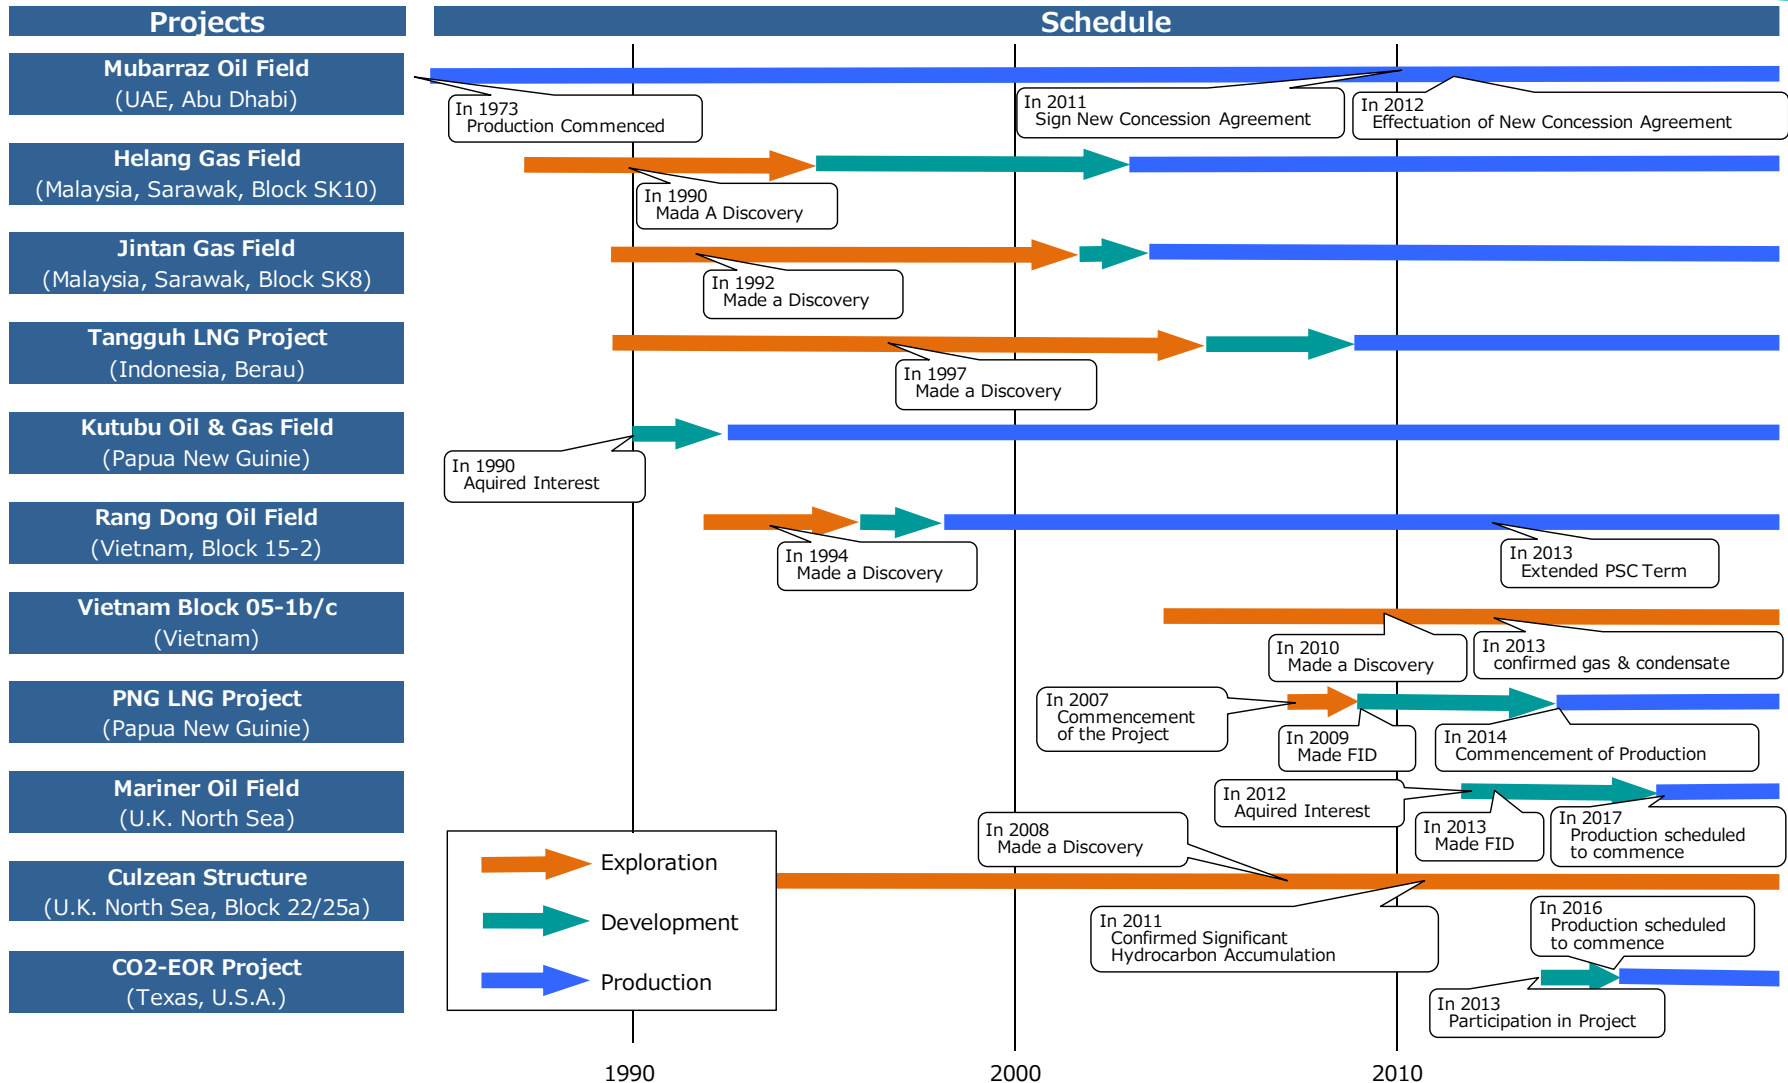 Projects
Schedule
Mubarraz Oil Field
(UAE, Abu Dhabi)
In 1973
Production Commenced
In 2011
Sign New Concession Agreement
In 2012
Effectuation of New Concession Agreement
Helang Gas Field
(Malaysia, Sarawak, Block SK10)
In 1990
Mada A Discovery
Jintan Gas Field
(Malaysia, Sarawak, Block SK8)
In 1992
Made a Discovery
Tangguh LNG Project
(Indonesia, Berau)
In 1997
Made a Discovery
Kutubu Oil & Gas Field
(Papua New Guinie)
In 1990
Aquired Interest
Rang Dong Oil Field
(Vietnam, Block 15-2)
In 1994
Made a Discovery
In 2013
Extended PSC Term
Vietnam Block 05-1b/c
(Vietnam)
In 2010
Made a Discovery
In 2013
confirmed gas & condensate
PNG LNG Project
(Papua New Guinie)
In 2007
Commencement
of the Project
In 2009
Made FID
In 2014
Commencement of Production
Mariner Oil Field
(U.K. North Sea)
In 2012
Aquired Interest
In 2013
Made FID
In 2017
Production scheduled
to commence
Culzean Structure
(U.K. North Sea, Block 22/25a)
In 2008
Made a Discovery
In 2011
Confirmed Significant
Hydrocarbon Accumulation
CO2-EOR Project
(Texas, U.S.A.)
In 2016
Production scheduled
to commence
In 2013
Participation in Project
Exploration
Development
Production
1990
2000
2010